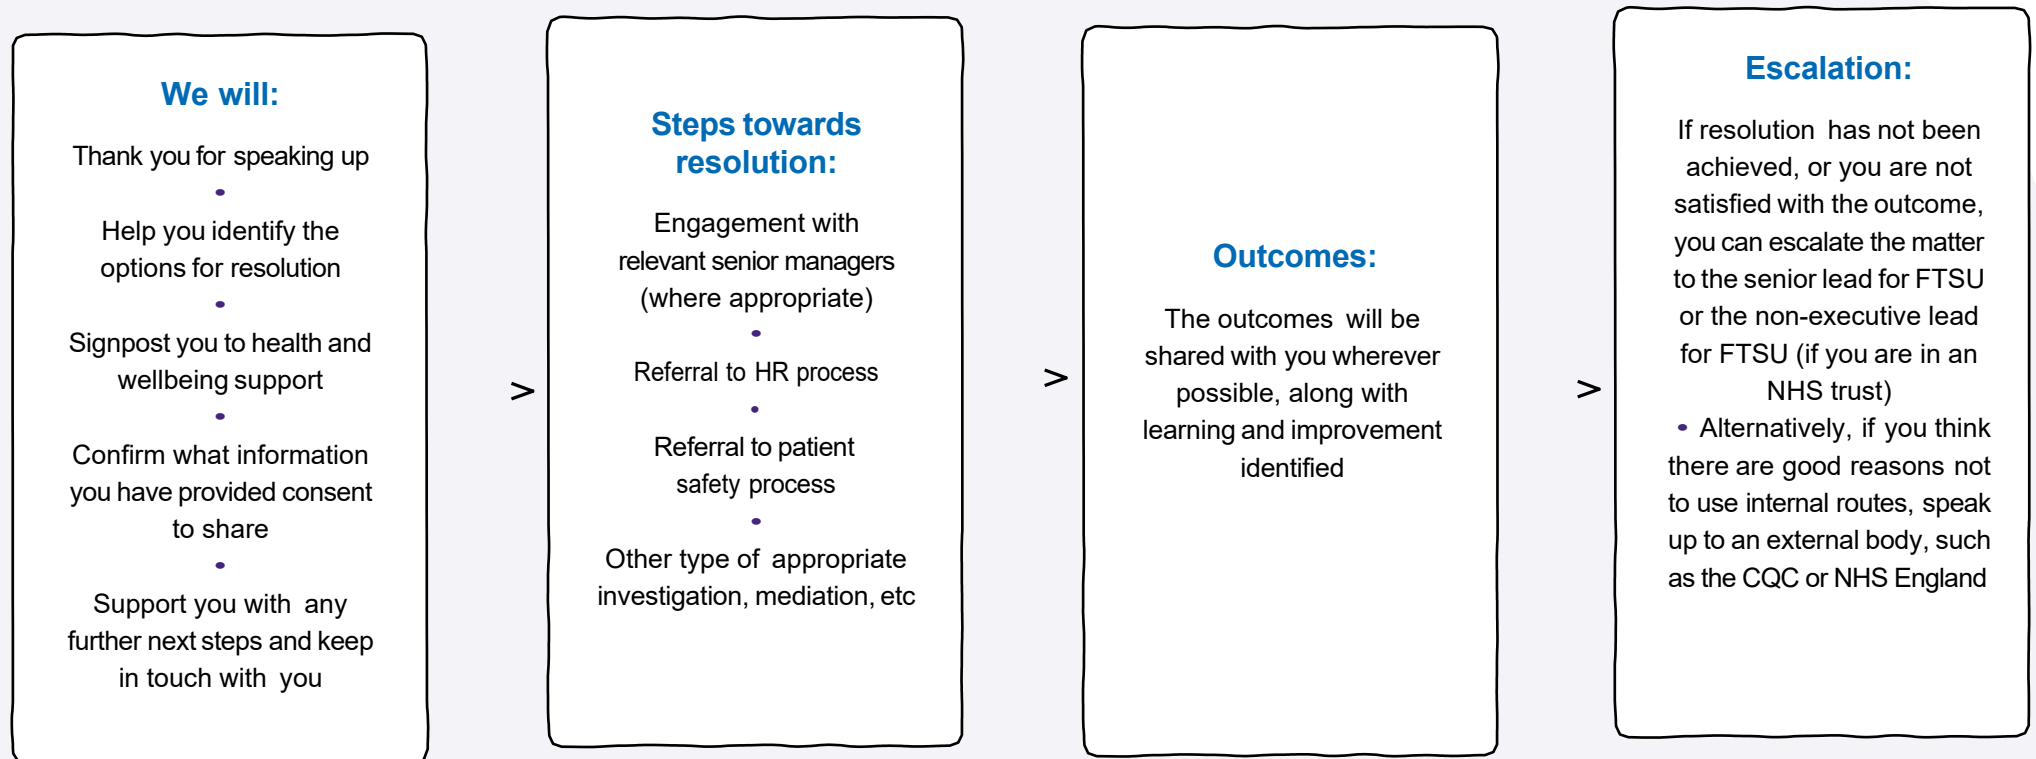 We will:
Thank you for speaking up
•
Help you identify the
options for resolution
•
Signpost you to health and
wellbeing support
•
Confirm what information
you have provided consent
to share
•
Support you with any
further next steps and keep
in touch with you
>
Steps towards
resolution:
Engagement with
relevant senior managers
(where appropriate)
•
Referral to HR process
•
Referral to patient
safety process
•
Other type of appropriate
investigation, mediation, etc
>
Outcomes:
The outcomes will be
shared with you wherever
possible, along with
learning and improvement
identified
>
Escalation:
If resolution has not been
achieved, or you are not
satisfied with the outcome,
you can escalate the matter
to the senior lead for FTSU
or the non-executive lead
for FTSU (if you are in an
NHS trust)
• Alternatively, if you think
there are good reasons not
to use internal routes, speak
up to an external body, such
as the CQC or NHS England